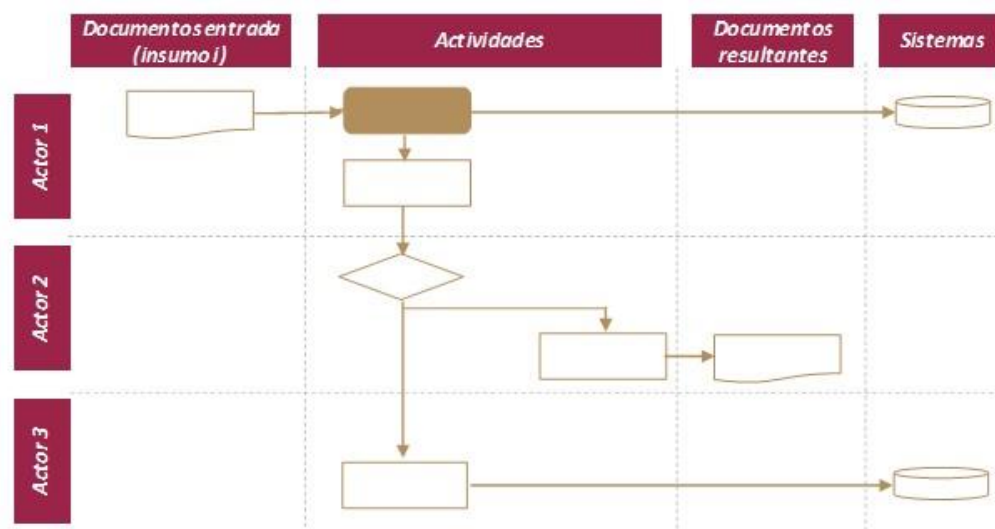 Documentos entrada
(insumo i)
Actividades
Documentos
resultantes
Sistemas
Actor 1
Actor 2
Actor 3